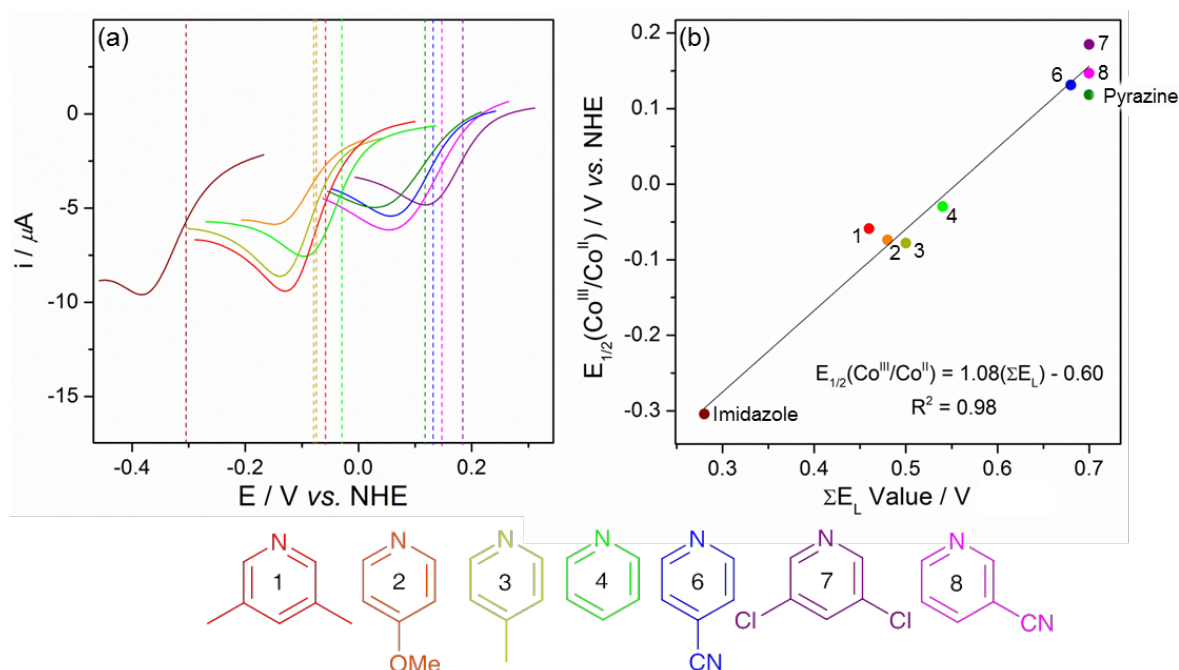 (a)
0
-5
-10
-15
i / μA
-0.4 -0.2 0.0 0.2
E / V vs. NHE
(b)
0.2
0.1
0.0
-0.1
-0.2
-0.3
E1/2(CoIII/CoII) / V vs. NHE
7
8
6
Pyrazine
4
1
2
3
Imidazole
E1/2(CoIII/CoII) = 1.08(ΣEL) - 0.60
R2 = 0.98
0.3 0.4 0.5 0.6 0.7
ΣEL Value / V
N N N N N N N
1 2 3 4 6 7 8
Cl Cl CN
OMe CN